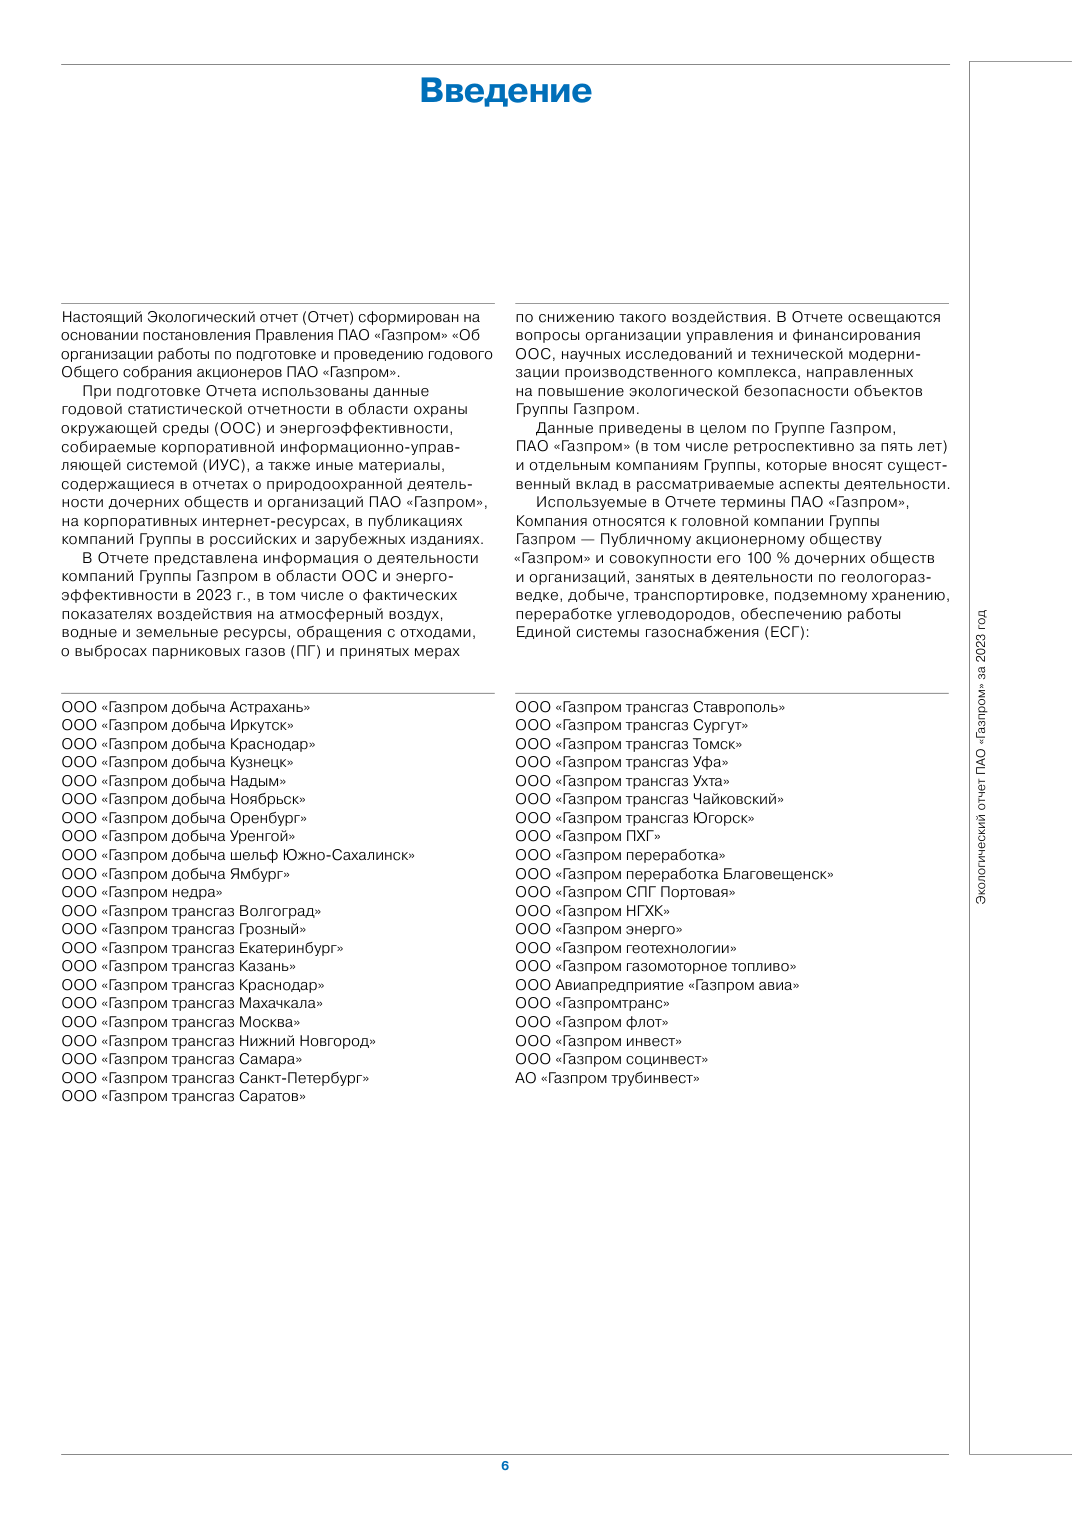 Введение
Настоящий Экологический отчет (Отчет) сформирован на
основании постановления Правления ПАО «Газпром» «Об
организации работы по подготовке и проведению годового
Общего собрания акционеров ПАО «Газпром».
При подготовке Отчета использованы данные
годовой статистической отчетности в области охраны
окружающей среды (ООС) и энергоэффективности,
собираемые корпоративной информационно-управ-
ляющей системой (ИУС), а также иные материалы,
содержащиеся в отчетах о природоохранной деятель-
ности дочерних обществ и организаций ПАО «Газпром»,
на корпоративных интернет-ресурсах, в публикациях
компаний Группы в российских и зарубежных изданиях.
В Отчете представлена информация о деятельности
компаний Группы Газпром в области ООС и энерго-
эффективности в 2023 г., в том числе о фактических
показателях воздействия на атмосферный воздух,
водные и земельные ресурсы, обращения с отходами,
о выбросах парниковых газов (ПГ) и принятых мерах
по снижению такого воздействия. В Отчете освещаются
вопросы организации управления и финансирования
ООС, научных исследований и технической модерни-
зации производственного комплекса, направленных
на повышение экологической безопасности объектов
Группы Газпром.
Данные приведены в целом по Группе Газпром,
ПАО «Газпром» (в том числе ретроспективно за пять лет)
и отдельным компаниям Группы, которые вносят сущест-
венный вклад в рассматриваемые аспекты деятельности.
Используемые в Отчете термины ПАО «Газпром»,
Компания относятся к головной компании Группы
Газпром — Публичному акционерному обществу
«Газпром» и совокупности его 100 % дочерних обществ
и организаций, занятых в деятельности по геологораз-
ведке, добыче, транспортировке, подземному хранению,
переработке углеводородов, обеспечению работы
Единой системы газоснабжения (ЕСГ):
ООО «Газпром добыча Астрахань»
ООО «Газпром добыча Иркутск»
ООО «Газпром добыча Краснодар»
ООО «Газпром добыча Кузнецк»
ООО «Газпром добыча Надым»
ООО «Газпром добыча Ноябрьск»
ООО «Газпром добыча Оренбург»
ООО «Газпром добыча Уренгой»
ООО «Газпром добыча шельф Южно-Сахалинск»
ООО «Газпром добыча Ямбург»
ООО «Газпром недра»
ООО «Газпром трансгаз Волгоград»
ООО «Газпром трансгаз Грозный»
ООО «Газпром трансгаз Екатеринбург»
ООО «Газпром трансгаз Казань»
ООО «Газпром трансгаз Краснодар»
ООО «Газпром трансгаз Махачкала»
ООО «Газпром трансгаз Москва»
ООО «Газпром трансгаз Нижний Новгород»
ООО «Газпром трансгаз Самара»
ООО «Газпром трансгаз Санкт-Петербург»
ООО «Газпром трансгаз Саратов»
ООО «Газпром трансгаз Ставрополь»
ООО «Газпром трансгаз Сургут»
ООО «Газпром трансгаз Томск»
ООО «Газпром трансгаз Уфа»
ООО «Газпром трансгаз Ухта»
ООО «Газпром трансгаз Чайковский»
ООО «Газпром трансгаз Югорск»
ООО «Газпром ПХГ»
ООО «Газпром переработка»
ООО «Газпром переработка Благовещенск»
ООО «Газпром СПГ Портовая»
ООО «Газпром НГХК»
ООО «Газпром энерго»
ООО «Газпром геотехнологии»
ООО «Газпром газомоторное топливо»
ООО Авиапредприятие «Газпром авиа»
ООО «Газпромтранс»
ООО «Газпром флот»
ООО «Газпром инвест»
ООО «Газпром социнвест»
АО «Газпром трубинвест»
Экологический отчет ПАО «Газпром» за 2023 год
6